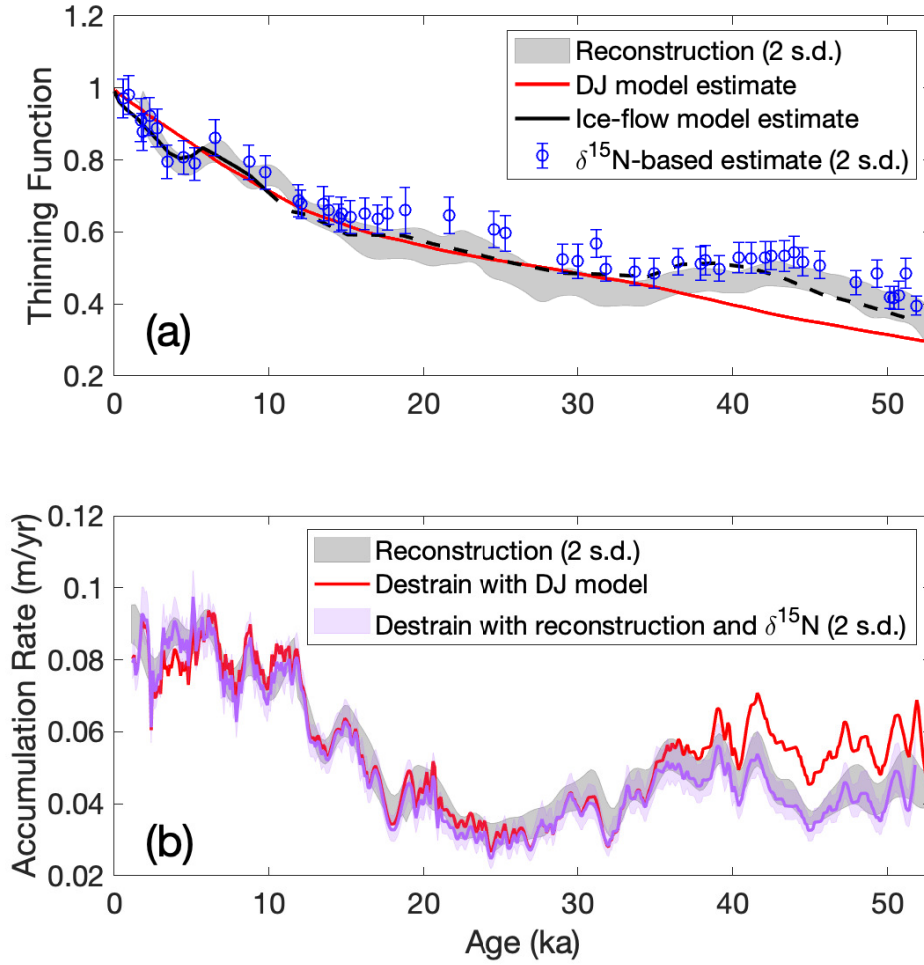 1.2
1
0.8
0.6
0.4
0.2
Thinning Function
Reconstruction (2 s.d.)
DJ model estimate
Ice-flow model estimate
δ¹⁵N-based estimate (2 s.d.)
(a)
0 10 20 30 40 50
0.12
0.1
0.08
0.06
0.04
0.02
Accumulation Rate (m/yr)
Reconstruction (2 s.d.)
Destrain with DJ model
Destrain with reconstruction and δ¹⁵N (2 s.d.)
(b)
0 10 20 30 40 50
Age (ka)